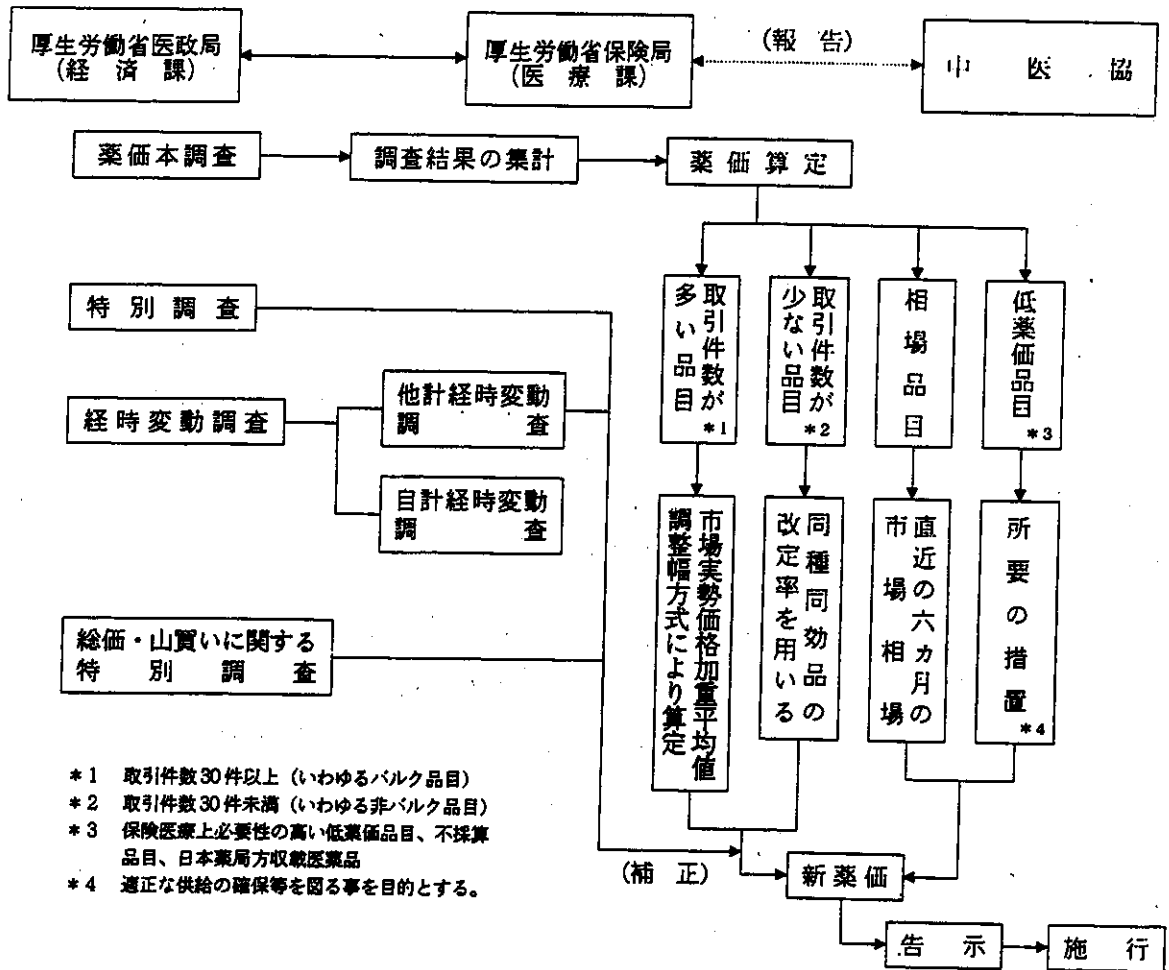 厚生労働省医政局
（経　済　課）
厚生労働省保険局
（医　療　課）
（報　告）
中　医　協
薬価本調査
調査結果の集計
薬価算定
特別調査
経時変動調査
他計経時変動
調　　　　査
自計経時変動
調　　　　査
総価・山買いに関する
特　別　調　査
取引件数が
多い品目
＊1
取引件数が
少ない品目
＊2
相場品目
低薬価品目
＊3
市場実勢価格加重平均値
調整幅方式により算定
同種同効品の
改定率を用いる
直近の六ヵ月の
市場相場
所要の措置
＊4
＊1　取引件数30件以上（いわゆるバルク品目）
＊2　取引件数30件未満（いわゆる非バルク品目）
＊3　保険医療上必要性の高い低薬価品目、不採算
品目、日本薬局方収載医薬品
＊4　適正な供給の確保等を図る事を目的とする。
（補　正）
新薬価
告　示
施　行